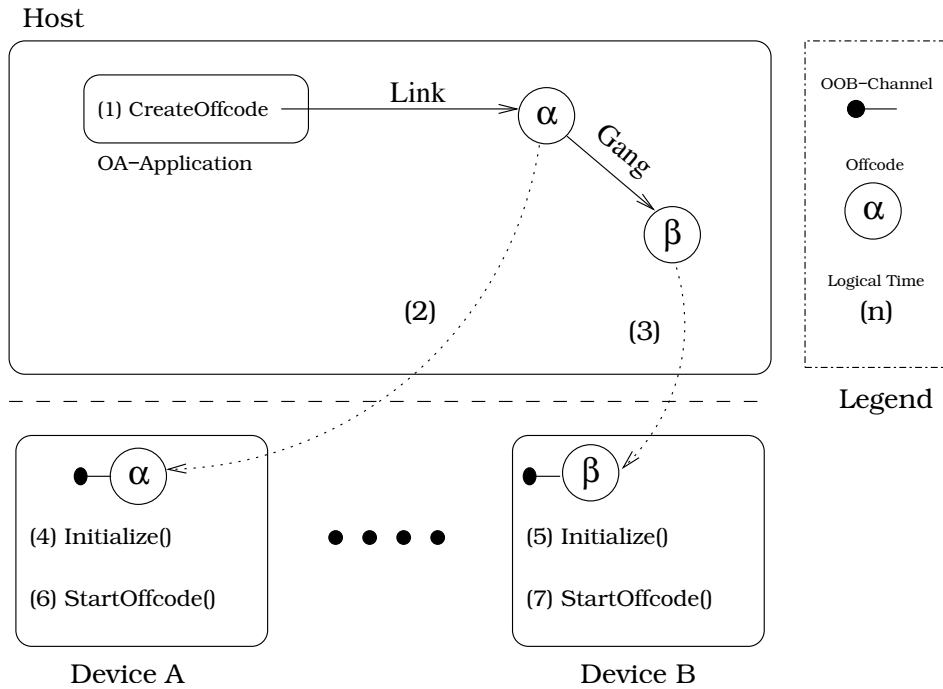 Host
(1) CreateOffcode
OA−Application
Link
α
Gang
β
(2)
(3)
OOB−Channel
Offcode
α
Logical Time
(n)
Legend
α
(4) Initialize()
(6) StartOffcode()
Device A
β
(5) Initialize()
(7) StartOffcode()
Device B